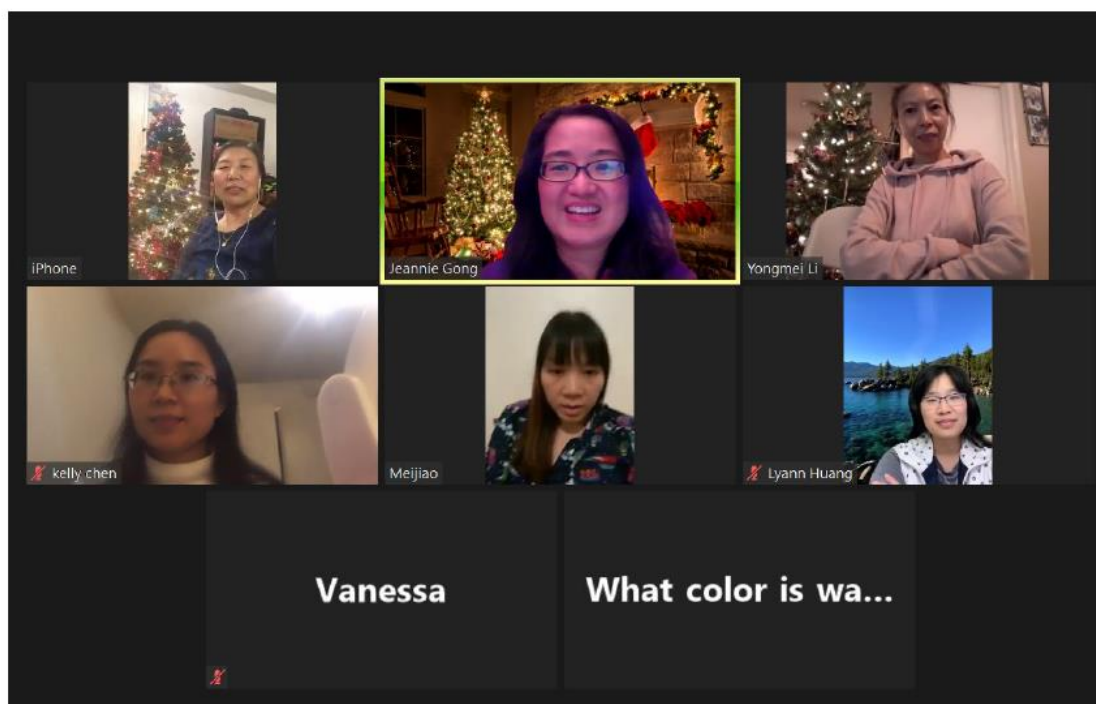 iPhone
Jeannie Gong
Yongmei Li
kelly chen
Meijiao
Lyann Huang
Vanessa
What color is wa...